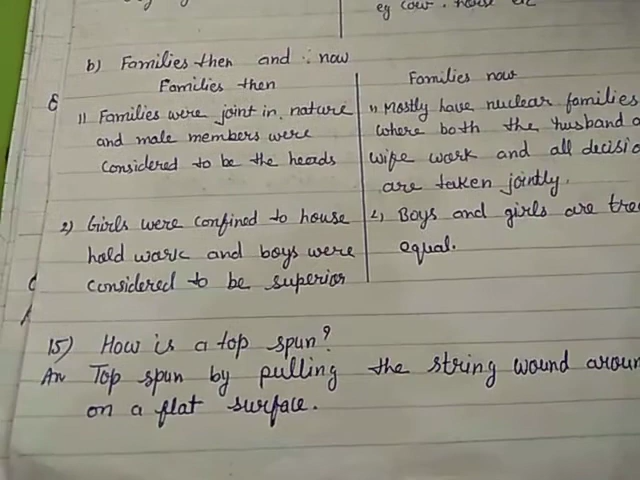 eg cow. house etc
b) Families then and : now
Families then
Families now
1) Families were joint in nature
and male members were
Considered to be the heads
1) Mostly have nuclear families
where both the husband
wife work and all
are taken jointly.
2) Girls were confined to house
hold work and boys were
Considered to be superior
2) Boys and girls are
equal.
15) How is a top spun?
An Top spun by pulling the string wound
on a flat surface.